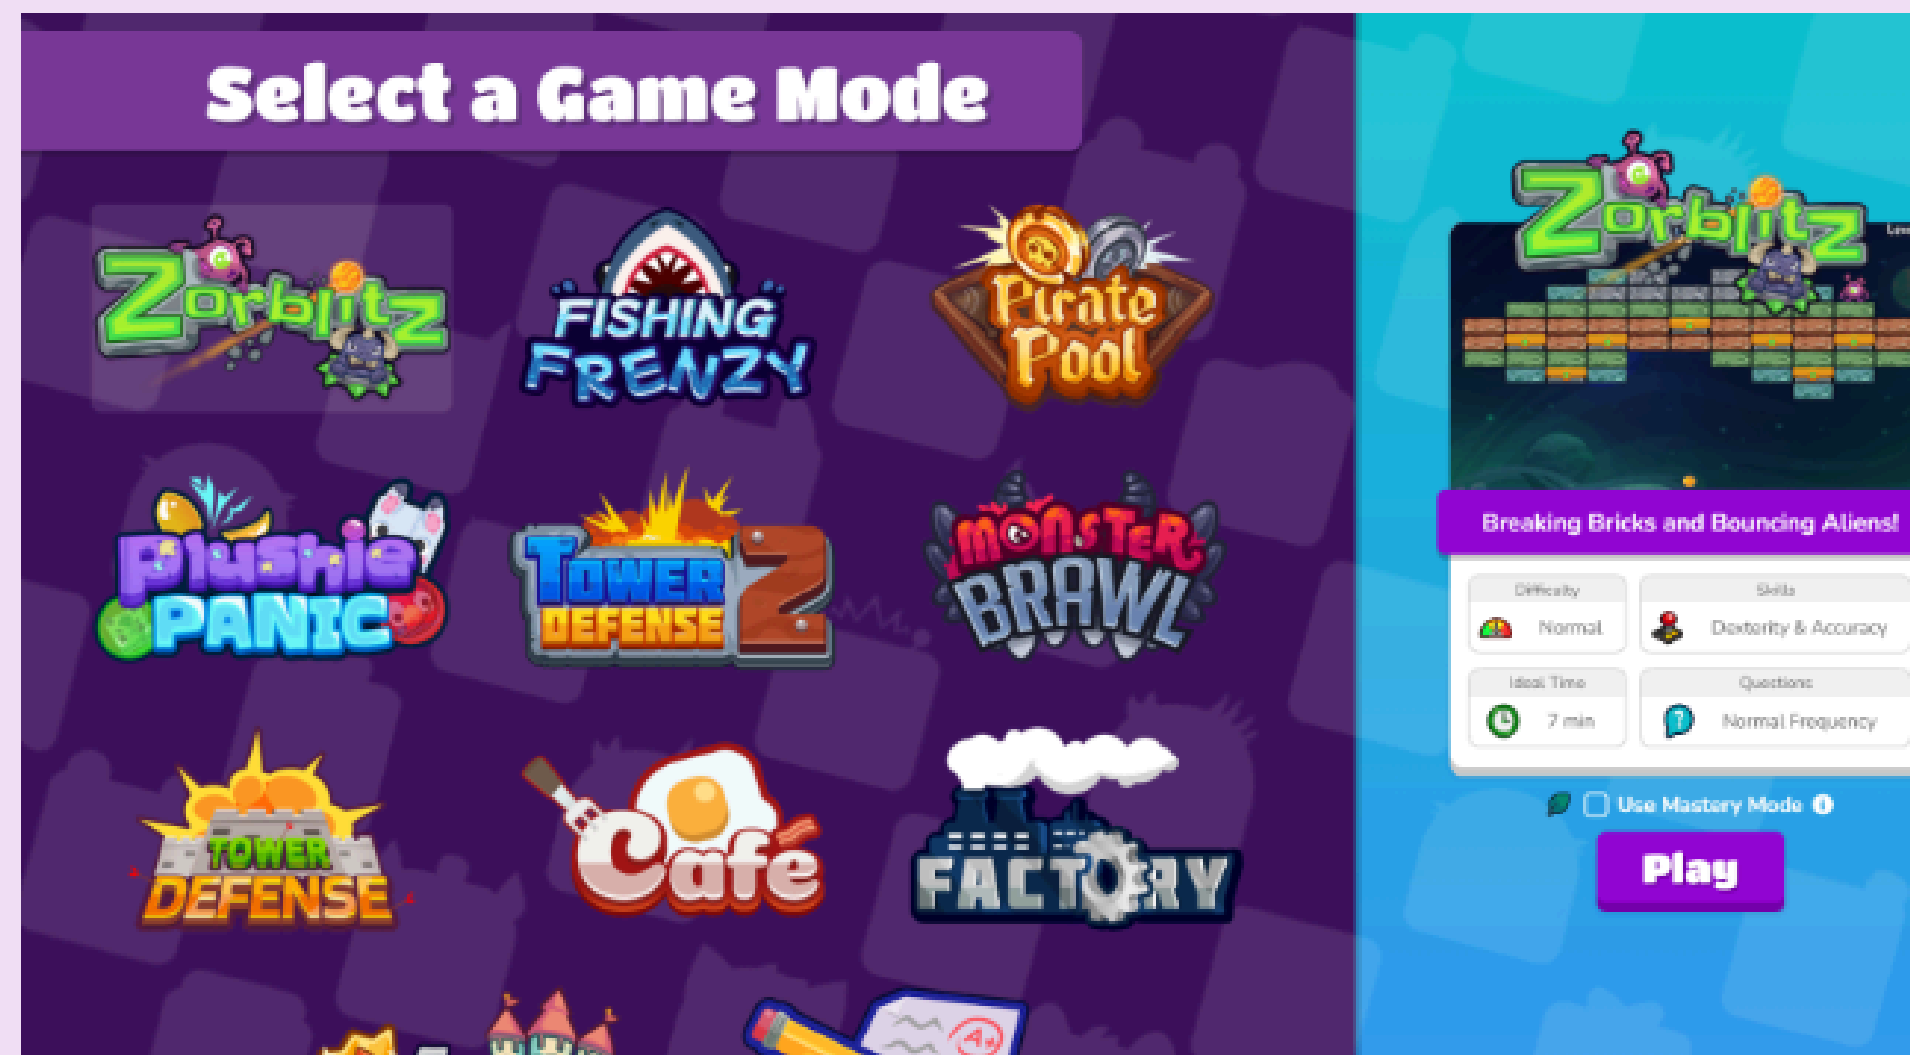 Select a Game Mode
Zorblitz
FISHING
FRENZY
Pirate
Pool
Plushie
PANIC
TOWER
DEFENSE
2
MONSTER
BRAWL
TOWER
DEFENSE
Café
FACTORY
A+
Zorblitz
Breaking Bricks and Bouncing Aliens!
Difficulty
Normal
Skills
Dexterity & Accuracy
Ideal Time
7 min
Questions
Normal Frequency
Use Mastery Mode
Play